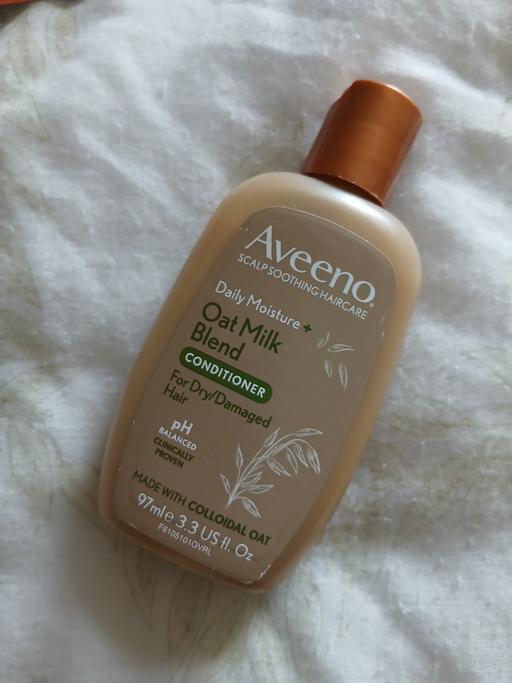 Aveeno®
SCALP SOOTHING HAIRCARE
Daily Moisture+
Oat Milk
Blend
CONDITIONER
For Dry/Damaged
Hair
pH
BALANCED
CLINICALLY
PROVEN
MADE WITH COLLOIDAL OAT
97ml e 3.3 US fl. Oz
F6105101OVRL